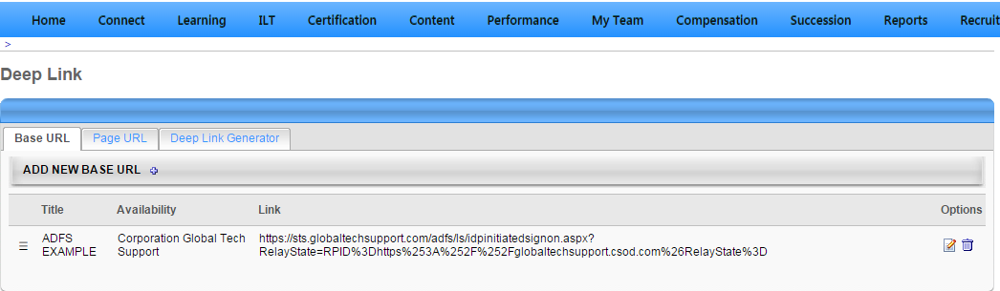 Home Connect Learning ILT Certification Content Performance My Team Compensation Succession Reports Recruit
>
Deep Link
Base URL Page URL Deep Link Generator
ADD NEW BASE URL
Title Availability Link Options
ADFS Corporation Global Tech https://sts.globaltechsupport.com/adfs/ls/idpinitiatedsignon.aspx?
EXAMPLE Support RelayState=RPID%3Dhttps%253A%252F%252Fglobaltechsupport.csod.com%26RelayState%3D